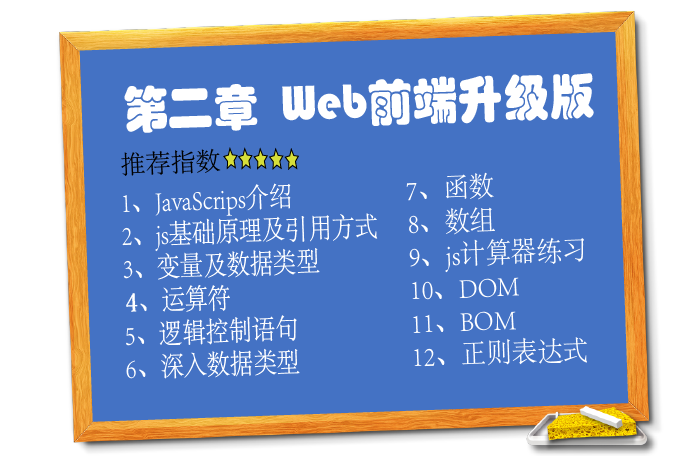 第二章 Web前端升级版
推荐指数
1、JavaScrips介绍
2、js基础原理及引用方式
3、变量及数据类型
4、运算符
5、逻辑控制语句
6、深入数据类型
7、函数
8、数组
9、js计算器练习
10、DOM
11、BOM
12、正则表达式